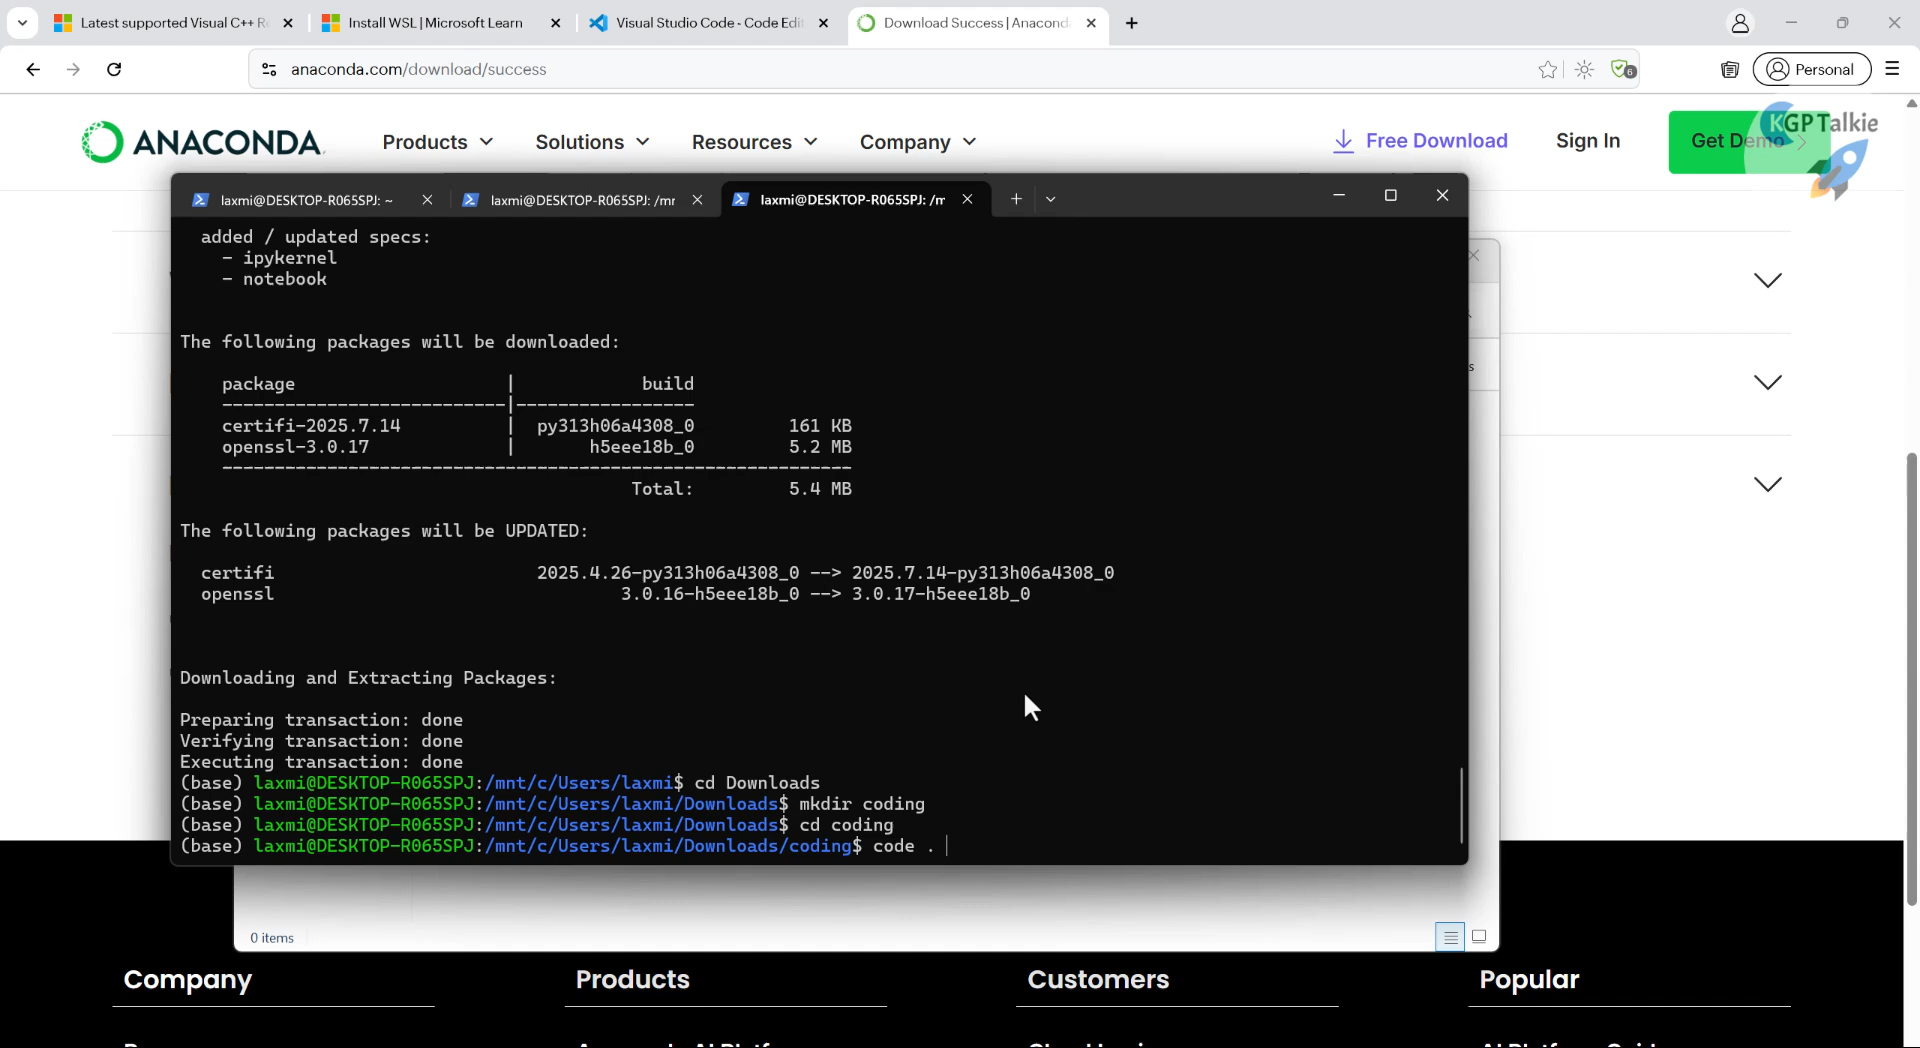 Latest supported Visual C++ Re
Install WSL | Microsoft Learn
Visual Studio Code - Code Edit
Download Success | Anaconda
anaconda.com/download/success
6
Personal
ANACONDA.
Products
Solutions
Resources
Company
Free Download
Sign In
Get Demo
KGPTalkie
laxmi@DESKTOP-R065SPJ: ~
laxmi@DESKTOP-R065SPJ: /mr
laxmi@DESKTOP-R065SPJ: /m
added / updated specs:
- ipykernel
- notebook
The following packages will be downloaded:
package | build
---------------------------|-----------------
certifi-2025.7.14 | py313h06a4308_0 161 KB
openssl-3.0.17 | h5eee18b_0 5.2 MB
------------------------------------------------------------
Total: 5.4 MB
The following packages will be UPDATED:
certifi 2025.4.26-py313h06a4308_0 --> 2025.7.14-py313h06a4308_0
openssl 3.0.16-h5eee18b_0 --> 3.0.17-h5eee18b_0
Downloading and Extracting Packages:
Preparing transaction: done
Verifying transaction: done
Executing transaction: done
(base) laxmi@DESKTOP-R065SPJ:/mnt/c/Users/laxmi$ cd Downloads
(base) laxmi@DESKTOP-R065SPJ:/mnt/c/Users/laxmi/Downloads$ mkdir coding
(base) laxmi@DESKTOP-R065SPJ:/mnt/c/Users/laxmi/Downloads$ cd coding
(base) laxmi@DESKTOP-R065SPJ:/mnt/c/Users/laxmi/Downloads/coding$ code .
s
0 items
Company
Products
Customers
Popular